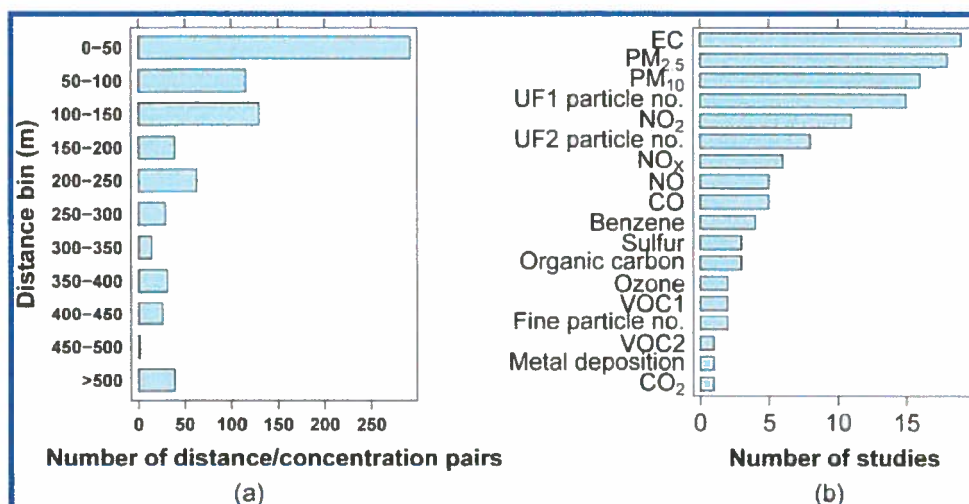 Distance bin (m)
0–50
50–100
100–150
150–200
200–250
250–300
300–350
350–400
400–450
450–500
>500
0 50 100 150 200 250
Number of distance/concentration pairs
(a)
EC
PM2.5
PM10
UF1 particle no.
NO2
UF2 particle no.
NOX
NO
CO
Benzene
Sulfur
Organic carbon
Ozone
VOC1
Fine particle no.
VOC2
Metal deposition
CO2
0 5 10 15
Number of studies
(b)